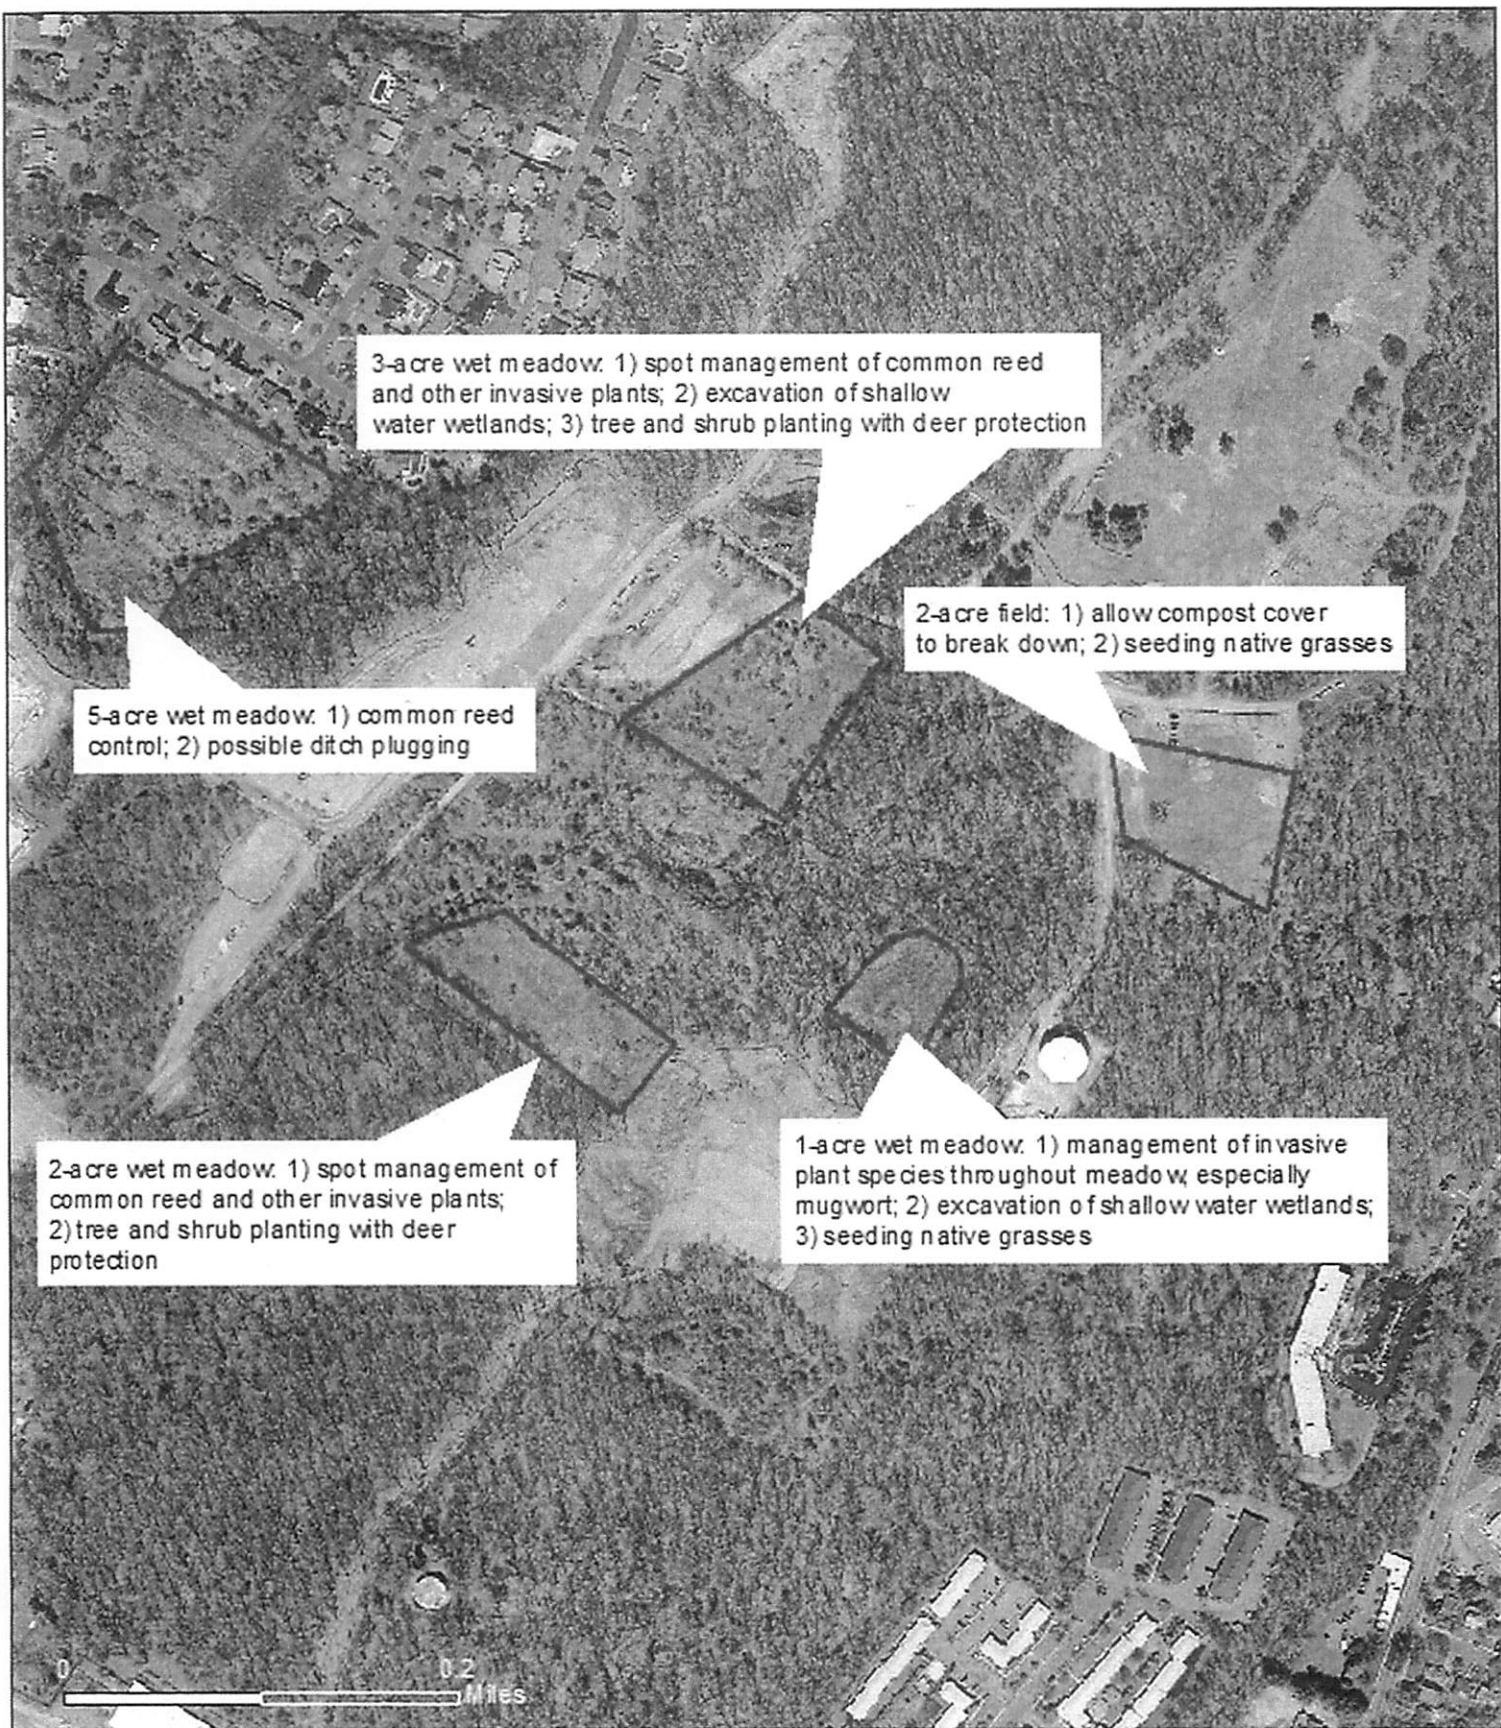 3-acre wet meadow: 1) spot management of common reed
and other invasive plants; 2) excavation of shallow
water wetlands; 3) tree and shrub planting with deer protection
2-acre field: 1) allow compost cover
to break down; 2) seeding native grasses
5-acre wet meadow: 1) common reed
control; 2) possible ditch plugging
2-acre wet meadow: 1) spot management of
common reed and other invasive plants;
2) tree and shrub planting with deer
protection
1-acre wet meadow: 1) management of invasive
plant species throughout meadow, especially
mugwort; 2) excavation of shallow water wetlands;
3) seeding native grasses
0 0.2
Miles